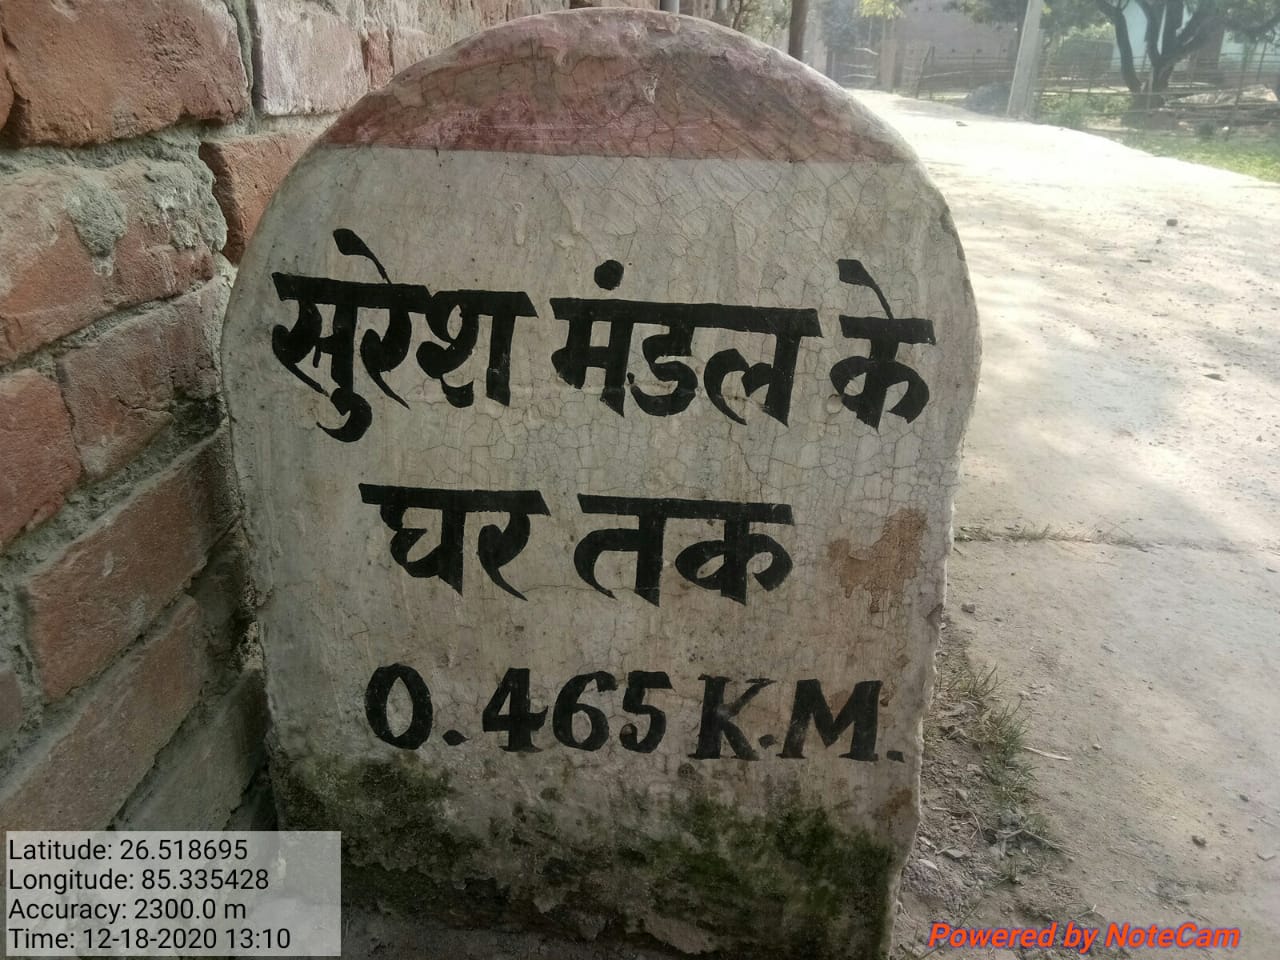 सुरेश मंडल के
घर तक
0.465 K.M.
Latitude: 26.518695
Longitude: 85.335428
Accuracy: 2300.0 m
Time: 12-18-2020 13:10
Powered by NoteCam